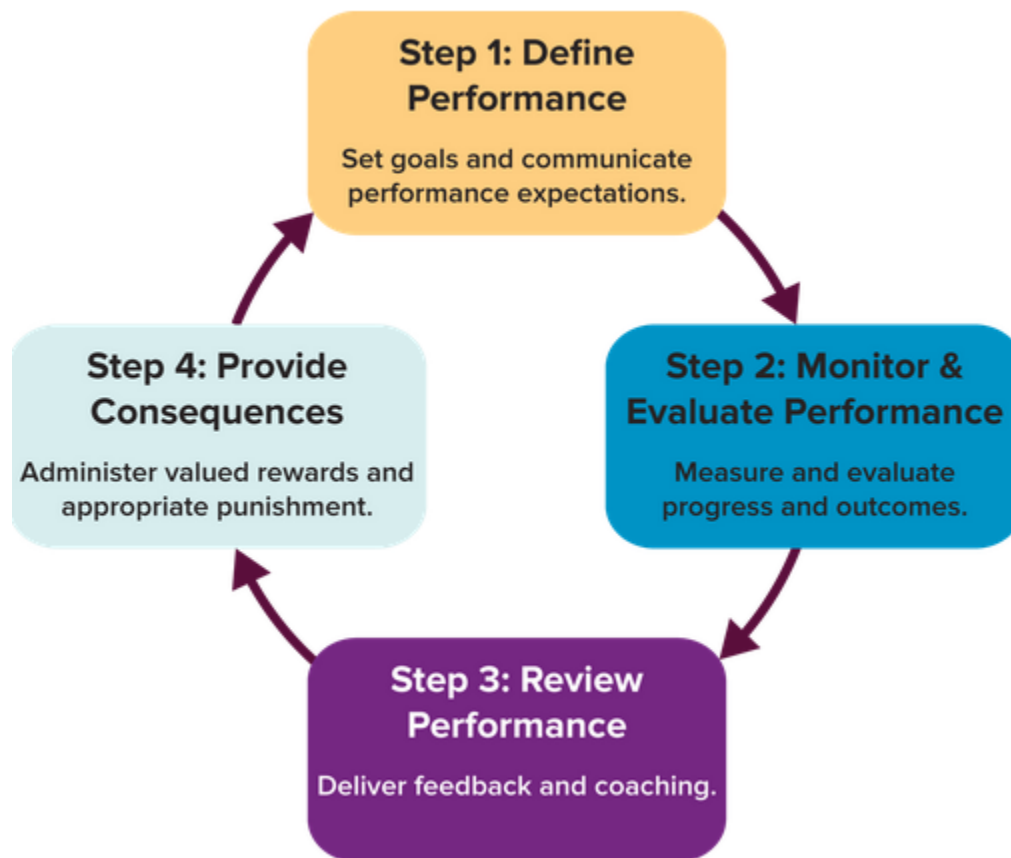 Step 1: Define
Performance
Set goals and communicate
performance expectations.
Step 2: Monitor &
Evaluate Performance
Measure and evaluate
progress and outcomes.
Step 3: Review
Performance
Deliver feedback and coaching.
Step 4: Provide
Consequences
Administer valued rewards and
appropriate punishment.